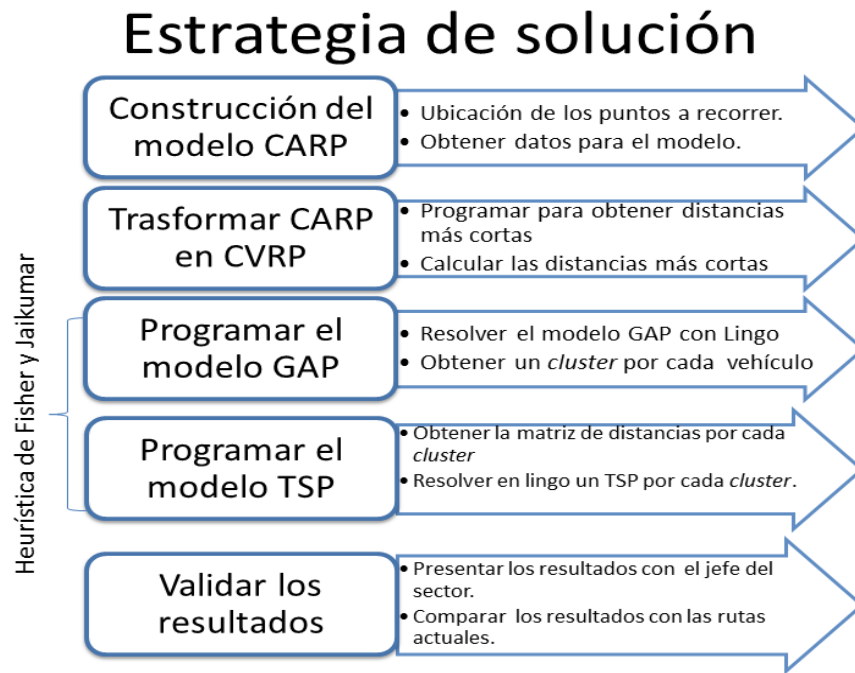 Estrategia de solución
Construcción del
modelo CARP
• Ubicación de los puntos a recorrer.
• Obtener datos para el modelo.
Trasformar CARP
en CVRP
• Programar para obtener distancias
más cortas
• Calcular las distancias más cortas
Heurística de Fisher y Jaikumar
Programar el
modelo GAP
• Resolver el modelo GAP con Lingo
• Obtener un cluster por cada vehículo
Programar el
modelo TSP
• Obtener la matriz de distancias por cada
cluster
• Resolver en lingo un TSP por cada cluster.
Validar los
resultados
• Presentar los resultados con el jefe del
sector.
• Comparar los resultados con las rutas
actuales.